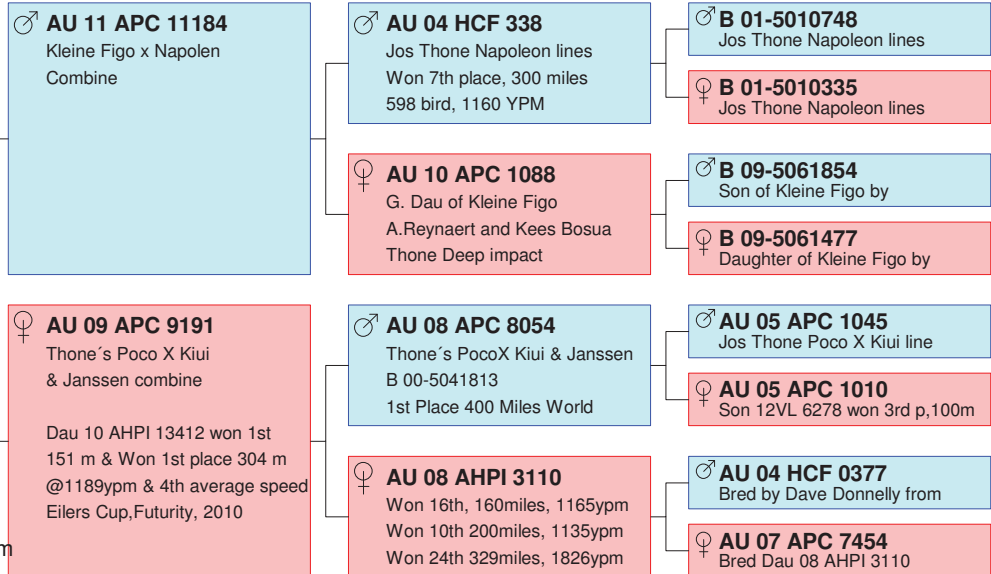 AU 11 APC 11184
Kleine Figo x Napolen
Combine
AU 09 APC 9191
Thone´s Poco X Kiui
& Janssen combine
Dau 10 AHPI 13412 won 1st
151 m & Won 1st place 304 m
@1189ypm & 4th average speed
Eilers Cup,Futurity, 2010
m
AU 04 HCF 338
Jos Thone Napoleon lines
Won 7th place, 300 miles
598 bird, 1160 YPM
AU 10 APC 1088
G. Dau of Kleine Figo
A.Reynaert and Kees Bosua
Thone Deep impact
AU 08 APC 8054
Thone´s PocoX Kiui & Janssen
B 00-5041813
1st Place 400 Miles World
AU 08 AHPI 3110
Won 16th, 160miles, 1165ypm
Won 10th 200miles, 1135ypm
Won 24th 329miles, 1826ypm
B 01-5010748
Jos Thone Napoleon lines
B 01-5010335
Jos Thone Napoleon lines
B 09-5061854
Son of Kleine Figo by
B 09-5061477
Daughter of Kleine Figo by
AU 05 APC 1045
Jos Thone Poco X Kiui line
AU 05 APC 1010
Son 12VL 6278 won 3rd p,100m
AU 04 HCF 0377
Bred by Dave Donnelly from
AU 07 APC 7454
Bred Dau 08 AHPI 3110